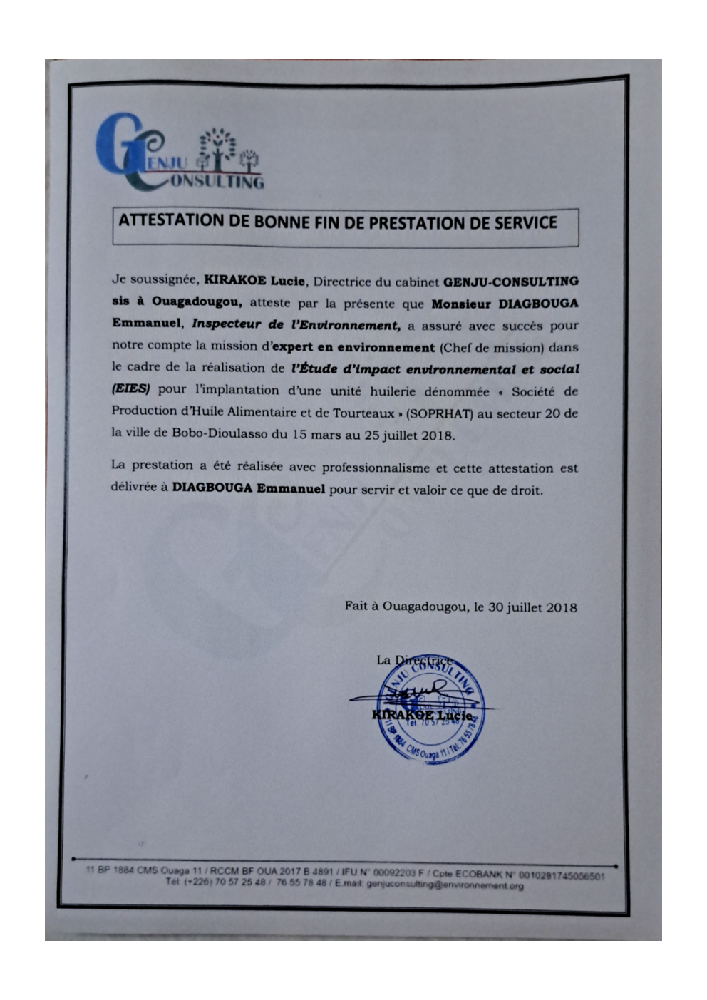 GENJU
CONSULTING
ATTESTATION DE BONNE FIN DE PRESTATION DE SERVICE
Je soussignée, KIRAKOE Lucie, Directrice du cabinet GENJU-CONSULTING
sis à Ouagadougou, atteste par la présente que Monsieur DIAGBOUGA
Emmanuel, Inspecteur de l'Environnement, a assuré avec succès pour
notre compte la mission d'expert en environnement (Chef de mission) dans
le cadre de la réalisation de l'Étude d'impact environnemental et social
(EIES) pour l'implantation d'une unité huilerie dénommée « Société de
Production d'Huile Alimentaire et de Tourteaux » (SOPRHAT) au secteur 20 de
la ville de Bobo-Dioulasso du 15 mars au 25 juillet 2018.
La prestation a été réalisée avec professionnalisme et cette attestation est
délivrée à DIAGBOUGA Emmanuel pour servir et valoir ce que de droit.
Fait à Ouagadougou, le 30 juillet 2018
La Directrice
GENJU CONSULTING
KIRAKOE Lucie
Tel. 70 57 25 48
11 BP 1884 CMS Ouaga 11 / Tél: 76 55 78 48
11 BP 1884 CMS Ouaga 11 / RCCM BF OUA 2017 B 4891 / IFU N° 00092203 F / Cpte ECOBANK N° 0010281745056501
Tél: (+226) 70 57 25 48 / 76 55 78 48 / E.mail: genjuconsulting@environnement.org